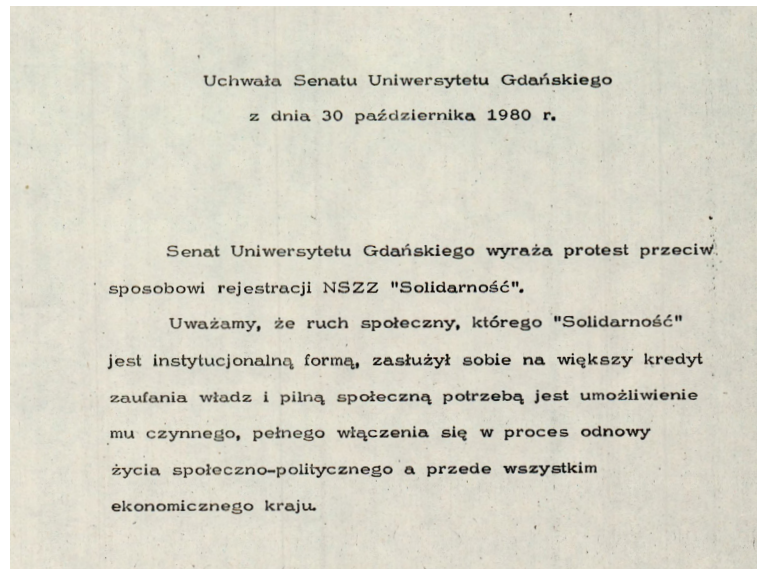 Uchwała Senatu Uniwersytetu Gdańskiego
z dnia 30 października 1980 r.
Senat Uniwersytetu Gdańskiego wyraża protest przeciw
sposobowi rejestracji NSZZ "Solidarność".
Uważamy, że ruch społeczny, którego "Solidarność"
jest instytucjonalną formą, zasłużył sobie na większy kredyt
zaufania władz i pilną społeczną potrzebą jest umożliwienie
mu czynnego, pełnego włączenia się w proces odnowy
życia społeczno-politycznego a przede wszystkim
ekonomicznego kraju.